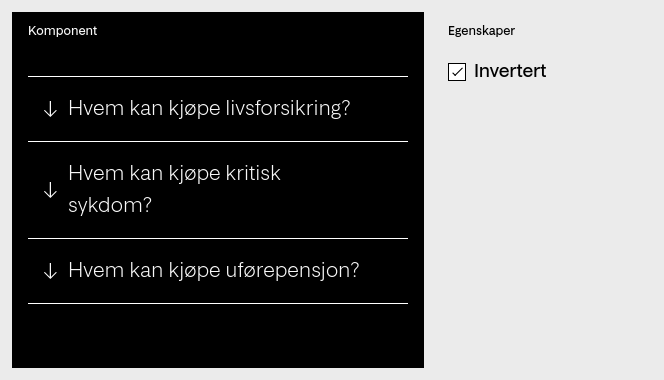 Komponent
Egenskaper
Invertert
Hvem kan kjøpe livsforsikring?
Hvem kan kjøpe kritisk
sykdom?
Hvem kan kjøpe uførepensjon?